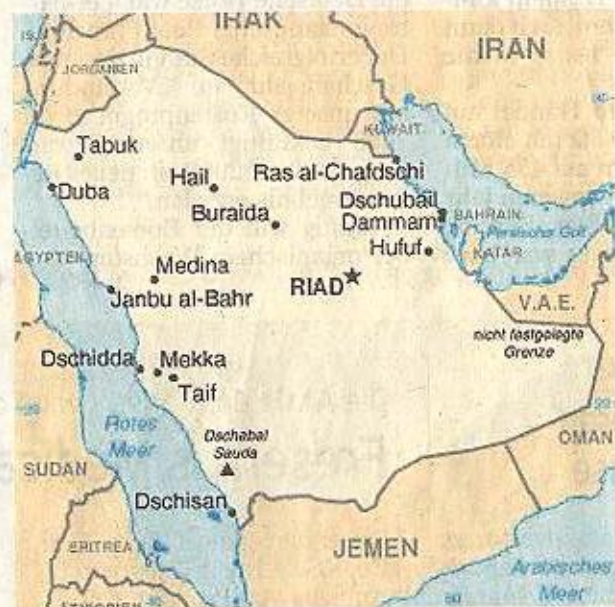 IRAK
IRAN
JORDANIEN
KUWAIT
Tabuk
Ras al-Chafdschi
Hail
Duba
Dschubail
Buraida
Dammam
BAHRAIN
Persischer Golf
Hufuf
KATAR
Medina
RIAD
Janbu al-Bahr
V.A.E.
nicht festgelegte
Grenze
Dschidda
Mekka
Taif
Rotes
Meer
Dschabal
Sauda
OMAN
SUDAN
Dschisan
JEMEN
ERITREA
Arabisches
Meer